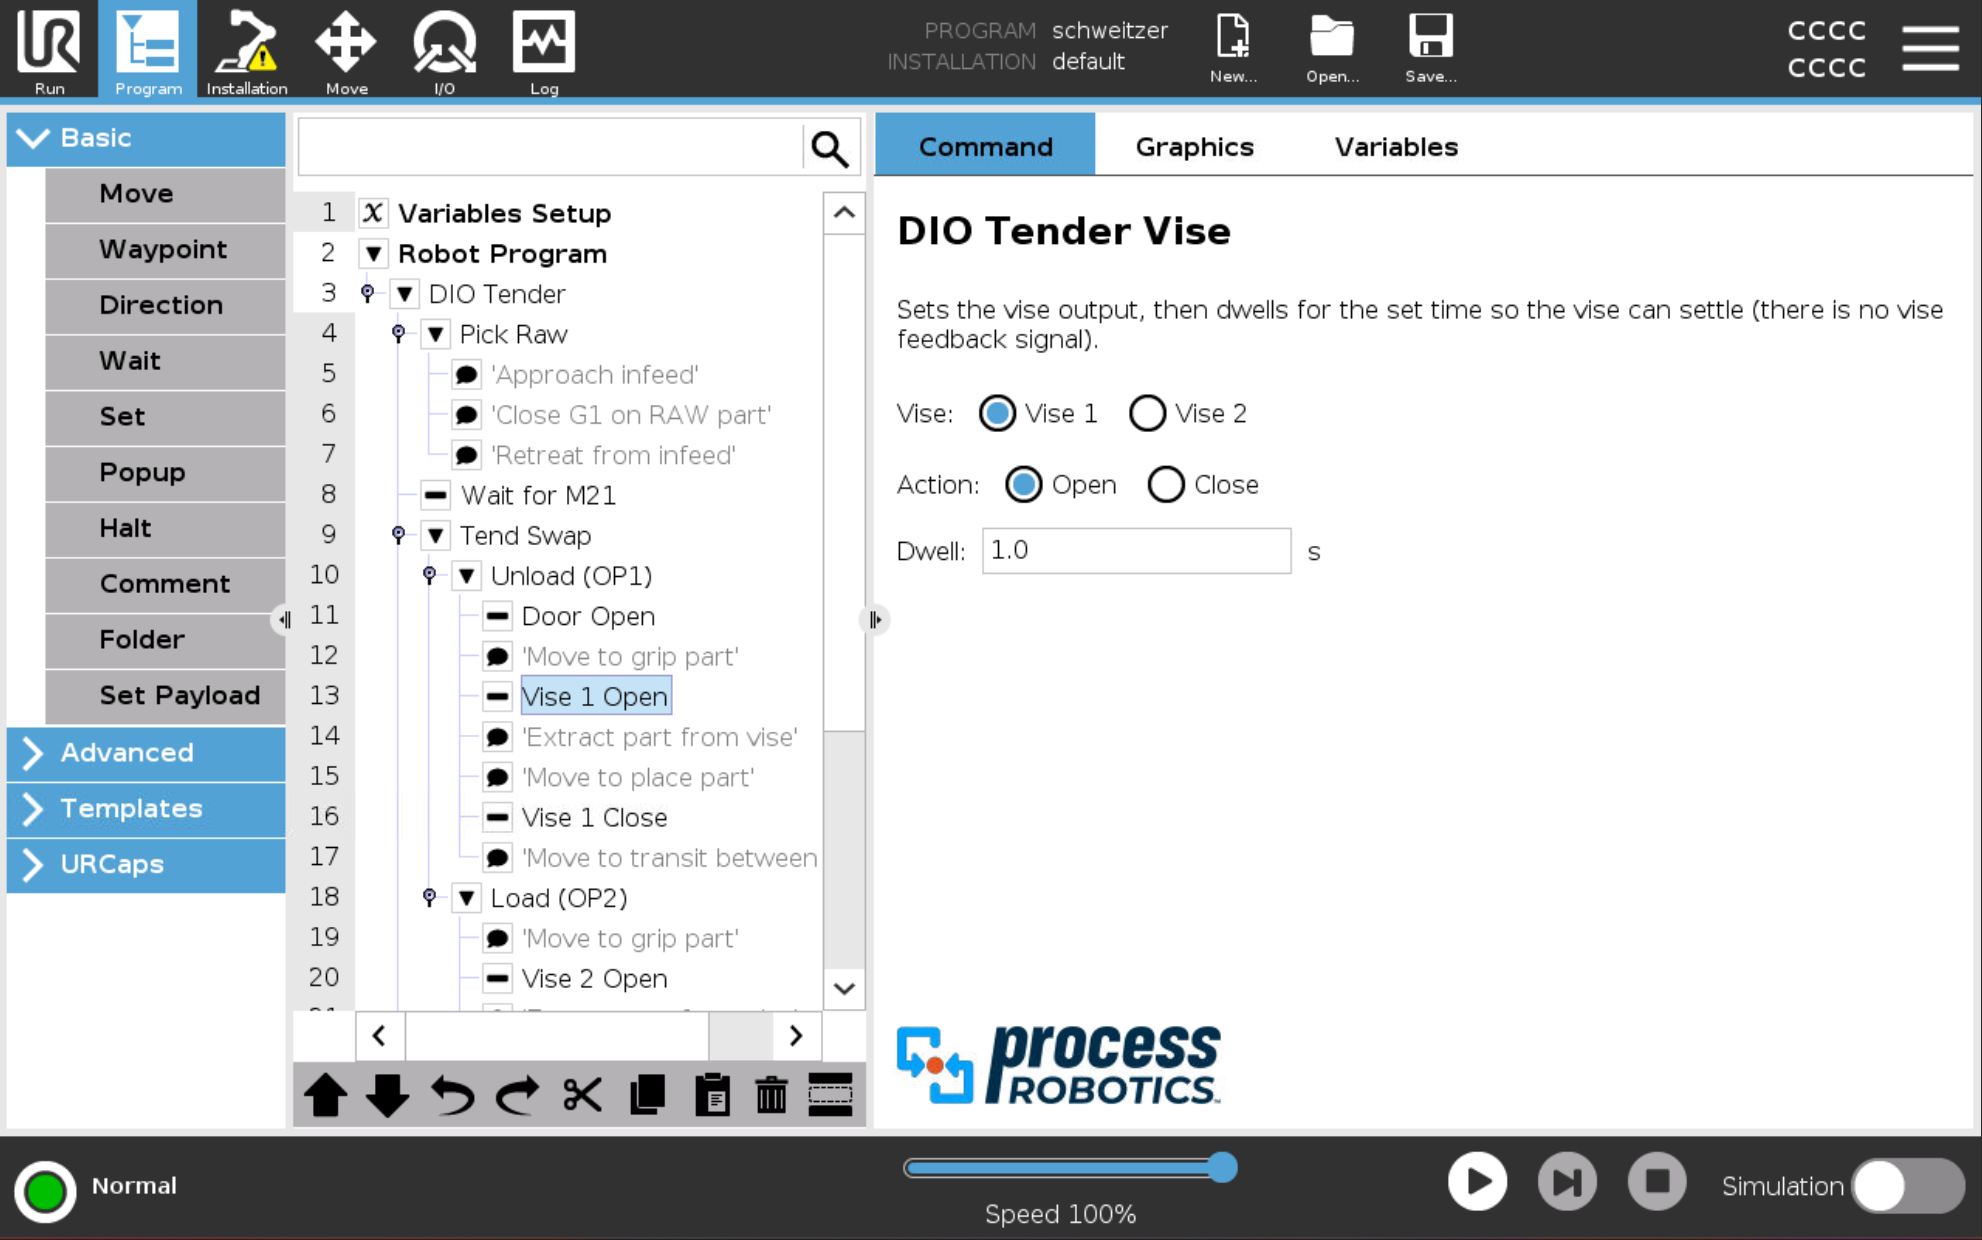 Run
Program
Installation
Move
I/O
Log
PROGRAM schweitzer
INSTALLATION default
New...
Open...
Save...
CCCC
CCCC
Basic
Move
Waypoint
Direction
Wait
Set
Popup
Halt
Comment
Folder
Set Payload
Advanced
Templates
URCaps
1 X Variables Setup
2 Robot Program
3 DIO Tender
4 Pick Raw
5 'Approach infeed'
6 'Close G1 on RAW part'
7 'Retreat from infeed'
8 Wait for M21
9 Tend Swap
10 Unload (OP1)
11 Door Open
12 'Move to grip part'
13 Vise 1 Open
14 'Extract part from vise'
15 'Move to place part'
16 Vise 1 Close
17 'Move to transit between
18 Load (OP2)
19 'Move to grip part'
20 Vise 2 Open
Command Graphics Variables
DIO Tender Vise
Sets the vise output, then dwells for the set time so the vise can settle (there is no vise
feedback signal).
Vise: Vise 1 Vise 2
Action: Open Close
Dwell: 1.0 s
process
ROBOTICS
Normal
Speed 100%
Simulation